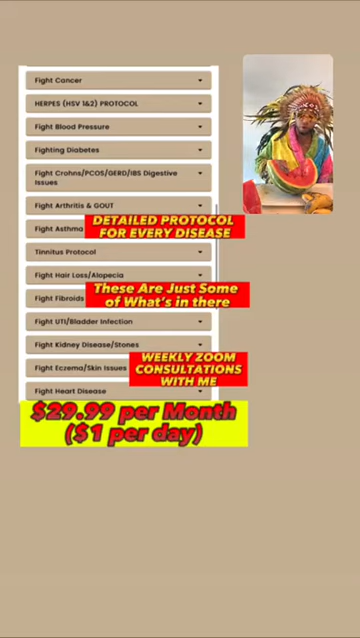 Fight Cancer
HERPES (HSV 1&2) PROTOCOL
Fight Blood Pressure
Fighting Diabetes
Fight Crohns/PCOS/GERD/IBS Digestive
Issues
Fight Arthritis & GOUT
Fight Asthma
DETAILED PROTOCOL
FOR EVERY DISEASE
Tinnitus Protocol
Fight Hair Loss/Alopecia
Fight Fibroids
These Are Just Some
of What's in there
Fight UTI/Bladder Infection
Fight Kidney Disease/Stones
Fight Eczema/Skin Issues
WEEKLY ZOOM
CONSULTATIONS
WITH ME
Fight Heart Disease
$29.99 per Month
($1 per day)